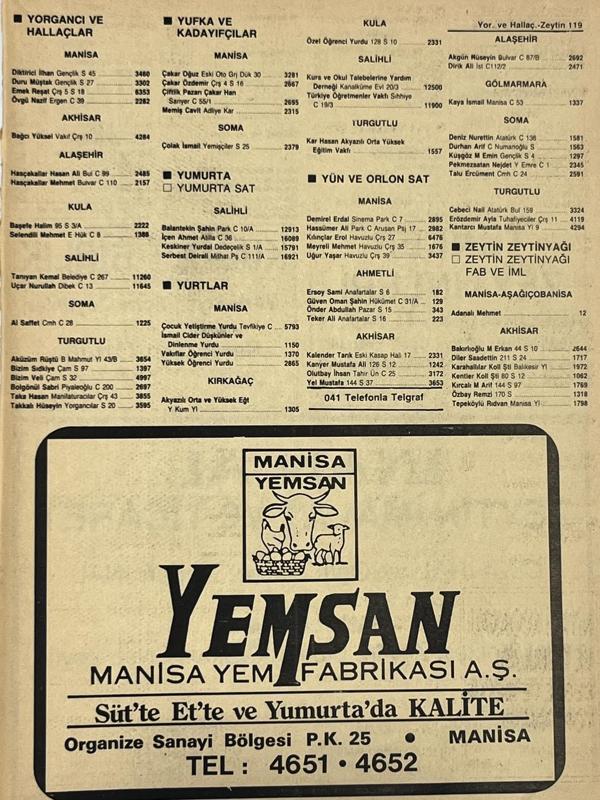 Yor. ve Hallaç.-Zeytin 119
■ YORGANCI VE
HALLAÇLAR
MANİSA
Diktirici İlhan Gençlik S 45 3480
Duru Müştak Gençlik S 27 3302
Emek Reşat Çrş 5 S 18 6353
Övgü Nazif Ergen C 39 2282
AKHİSAR
Bağcı Yüksel Vakıf Çrş 10 4284
ALAŞEHİR
Hasçakallar Hasan Ali Bul C 99 2485
Hasçakallar Mehmet Bulvar C 110 2157
KULA
Başefe Halim 95 S 3/A 2222
Selendili Mehmet E Hük C 8 1386
SALİHLİ
Tanıyan Kemal Belediye C 267 11260
Uçar Nurullah Dibek C 13 11645
SOMA
Al Saffet Cmh C 28 1225
TURGUTLU
Aküzüm Rüştü B Mahmut Yl 43/B 3654
Bizim Sıdkiye Çam S 97 1397
Bizim Veli Çam S 32 4997
Bolgönül Sabri Piyaleoğlu C 200 2697
Taka Hasan Manifaturacılar Çrş 43 3855
Takkalı Hüseyin Yorgancılar S 20 3595
■ YUFKA VE
KADAYIFÇILAR
MANİSA
Çakar Oğuz Eski Oto Grj Dük 30 3281
Çakar Özdemir Çrş 4 S 16 2667
Çiftlik Pazarı Çakar Han
Sarıyer C 55/1 2695
Memiş Cavit Adliye Kar 2315
SOMA
Çolak İsmail Yemişçiler S 25 2379
■ YUMURTA
□ YUMURTA SAT
SALİHLİ
Balantekin Şahin Park C 10/A 12913
İçen Ahmet Atilla C 36 16089
Keskiner Yurdal Dedeçelik S 1/A 15791
Serbest Deirali Mithat Pş C 111/A 16921
■ YURTLAR
MANİSA
Çocuk Yetiştirme Yurdu Tevfikiye C 5793
İsmail Cider Düşkünler ve
Dinlenme Yurdu 1150
Vakıflar Öğrenci Yurdu 1370
Yüksek Öğrenci Yurdu 2865
KIRKAĞAÇ
Akyazılı Orta ve Yüksek Eğt
Y Kum Yl 1305
KULA
Özel Öğrenci Yurdu 128 S 10 2331
SALİHLİ
Kurs ve Okul Talebelerine Yardım
Derneği Kanalküme Evl 20/3 12500
Türkiye Öğretmenler Vakfı Sıhhiye
C 19/3 11900
TURGUTLU
Kar Hasan Akyazılı Orta Yüksek
Eğitim Vakfı 1557
■ YÜN VE ORLON SAT
MANİSA
Demirel Erdal Sinema Park C 7 2895
Hassümer Ali Park C Arusan Psj 17 2982
Kılınçlar Erol Havuzlu Çrş 27 6476
Meyreli Mehmet Havuzlu Çrş 35 1676
Uğur Yaşar Havuzlu Çrş 39 3437
AHMETLİ
Ersoy Sami Anafartalar S 6 182
Güven Oman Şahin Hükümet C 31/A 129
Önder Abdullah Pazar S 15 343
Teker Ali Anafartalar S 16 223
AKHİSAR
Kalender Tarık Eski Kasap Hali 17 2331
Kanyer Mustafa Ali 126 S 12 1242
Olutbay İhsan Tahir Ün C 25 3172
Yel Mustafa 144 S 37 3653
041 Telefonla Telgraf
ALAŞEHİR
Akgün Hüseyin Bulvar C 87/B 2692
Dirik Ali İst C112/2 2471
GÖLMARMARA
Kaya İsmail Manisa C 53 1337
SOMA
Deniz Nurettin Atatürk C 136 1581
Durhan Arif C Numanoğlu S 1563
Kuşgöz M Emin Gençlik S 4 1297
Pekmezsatan Nejdet Y Emre C 1 2345
Talu Ercüment Cmh C 24 2591
TURGUTLU
Cebeci Nail Atatürk Bul 159 3324
Erözdemir Ayla Tuhafiyeciler Çrş 11 4119
Kantarcı Mustafa Manisa Yl 9 4294
■ ZEYTİN ZEYTİNYAĞI
□ ZEYTİN ZEYTİNYAĞI
FAB VE İML
MANİSA-AŞAĞIÇOBANİSA
Adanalı Mehmet 12
AKHİSAR
Bakırlıoğlu M Erkan 44 S 10 2644
Diler Saadettin 211 S 24 1717
Karahallılar Koll Şti Balıkesir Yl 1972
Kentler Koll Şti 80 S 12 1062
Kırcalı M Arif 144 S 97 1769
Özbay Remzi 170 S 1318
Tepeköylü Rıdvan Manisa Yl 1798
MANİSA
YEMSAN
YEMSAN
MANİSA YEM FABRİKASI A.Ş.
Süt'te Et'te ve Yumurta'da KALİTE
Organize Sanayi Bölgesi P.K. 25 • MANİSA
TEL : 4651 • 4652